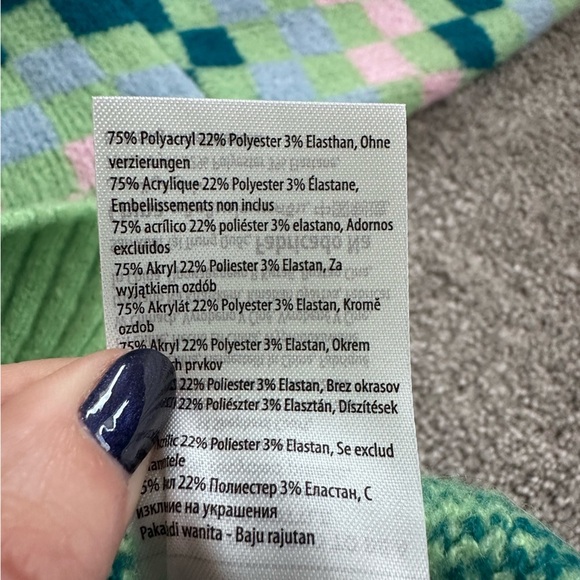 75% Polyacryl 22% Polyester 3% Elasthan, Ohne
verzierungen
75% Acrylique 22% Polyester 3% Élastane,
Embellissements non inclus
75% acrílico 22% poliéster 3% elastano, Adornos
excluidos
75% Akryl 22% Poliester 3% Elastan, Za
wyjątkiem ozdób
75% Akrylát 22% Polyester 3% Elastan, Kromě
ozdob
75% Akryl 22% Polyester 3% Elastan, Okrem
prvkov
22% Poliester 3% Elastan, Brez okrasov
22% Poliészter 3% Elasztán, Díszítések
22% Poliester 3% Elastan, Se exclud
22% Полиестер 3% Еластан, С
на украшения
wanita - Baju rajutan